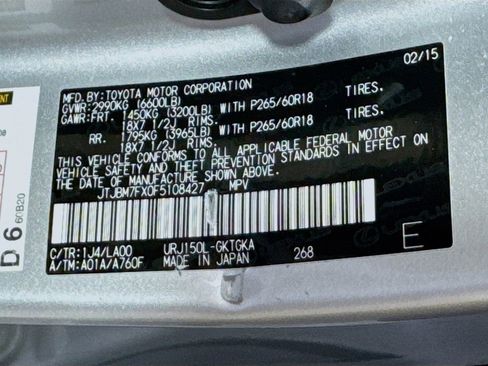 MFD.BY:TOYOTA MOTOR CORPORATION 02/15
GVWR:2990KG (6600LB)
GAWR:FRT. 1450KG (3200LB) WITH P265/60R18 TIRES.
18X7 1/2J RIMS.
RR. 1795KG (3965LB) WITH P265/60R18 TIRES.
18X7 1/2J RIMS.
THIS VEHICLE CONFORMS TO ALL APPLICABLE FEDERAL MOTOR
VEHICLE SAFETY AND THEFT PREVENTION STANDARDS IN EFFECT ON
THE DATE OF MANUFACTURE SHOWN ABOVE.
JTJBM7FX0F5108427 MPV
C/TR:1J4/LA00 URJ150L-GKTGKA
A/TM:A01A/A760F MADE IN JAPAN 268
E
D 6 60B20